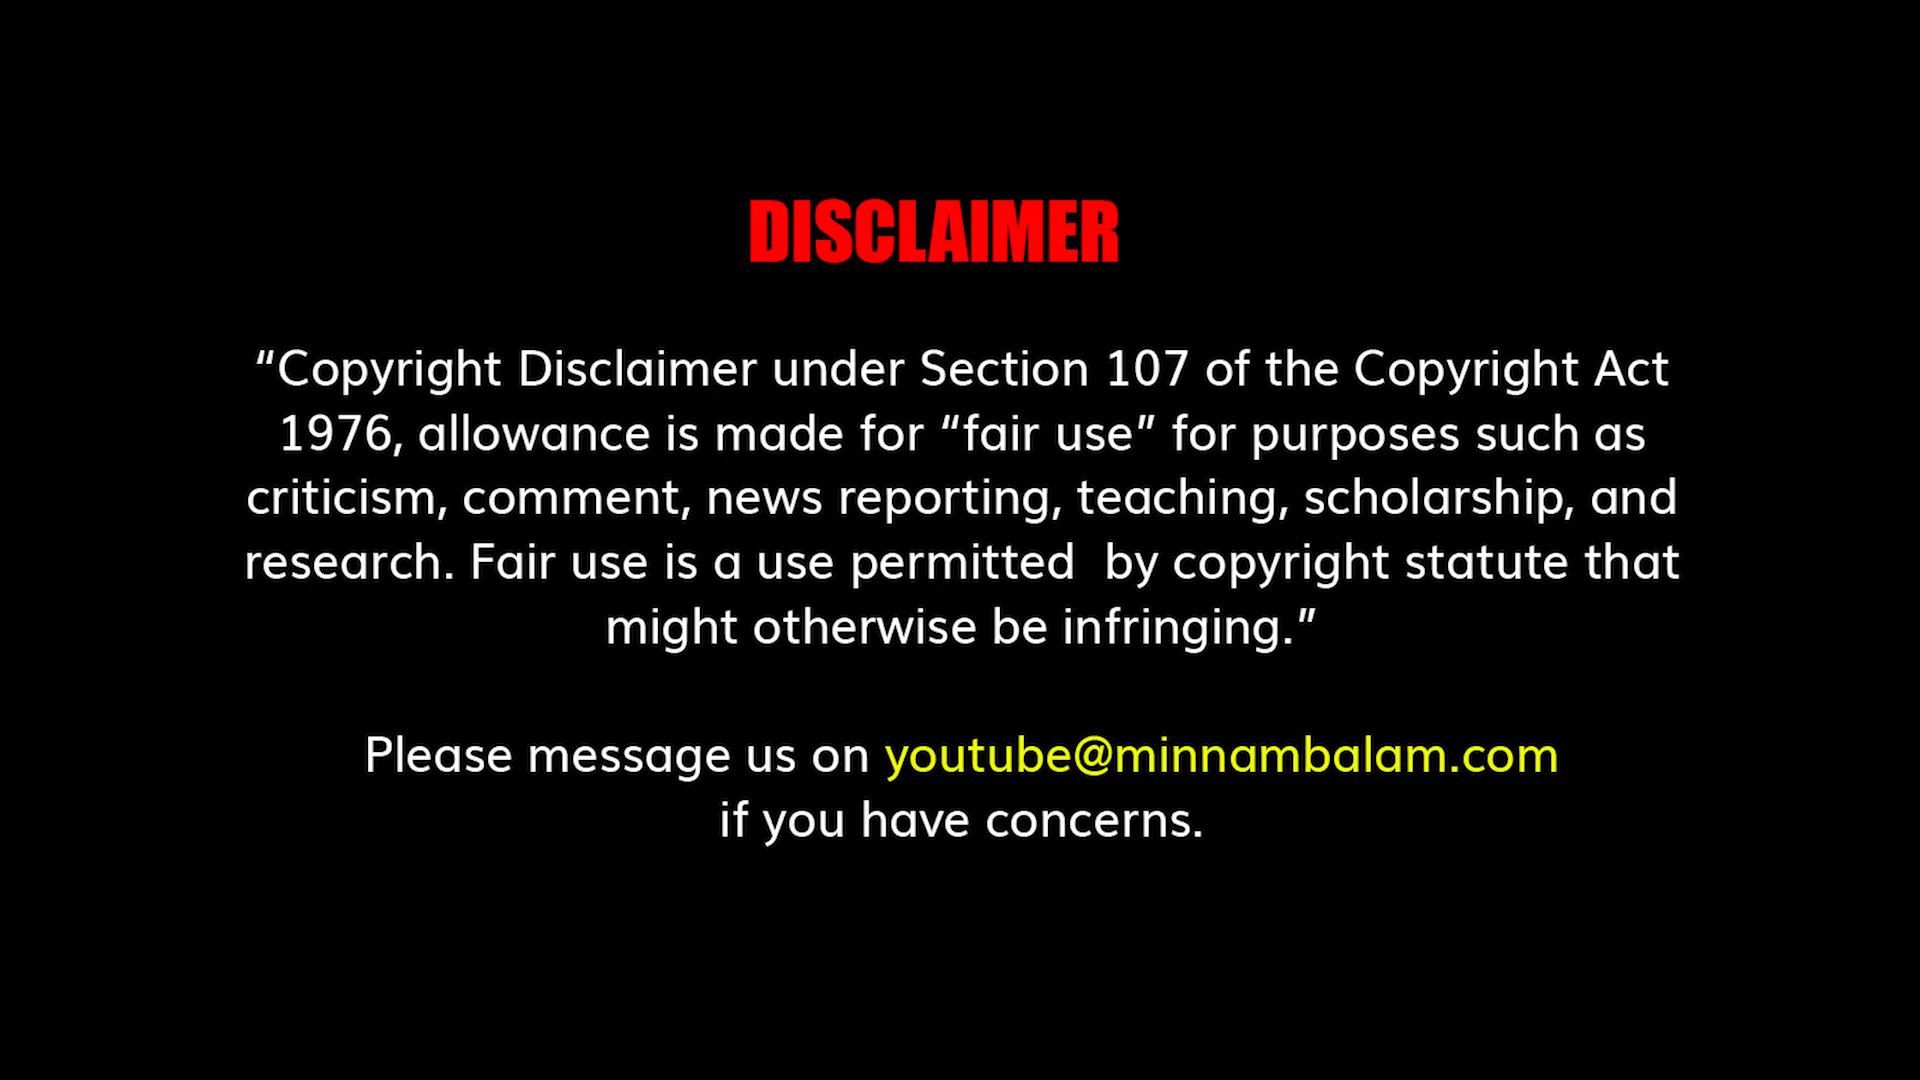 DISCLAIMER
“Copyright Disclaimer under Section 107 of the Copyright Act
1976, allowance is made for “fair use” for purposes such as
criticism, comment, news reporting, teaching, scholarship, and
research. Fair use is a use permitted  by copyright statute that
might otherwise be infringing.”
Please message us on youtube@minnambalam.com
if you have concerns.